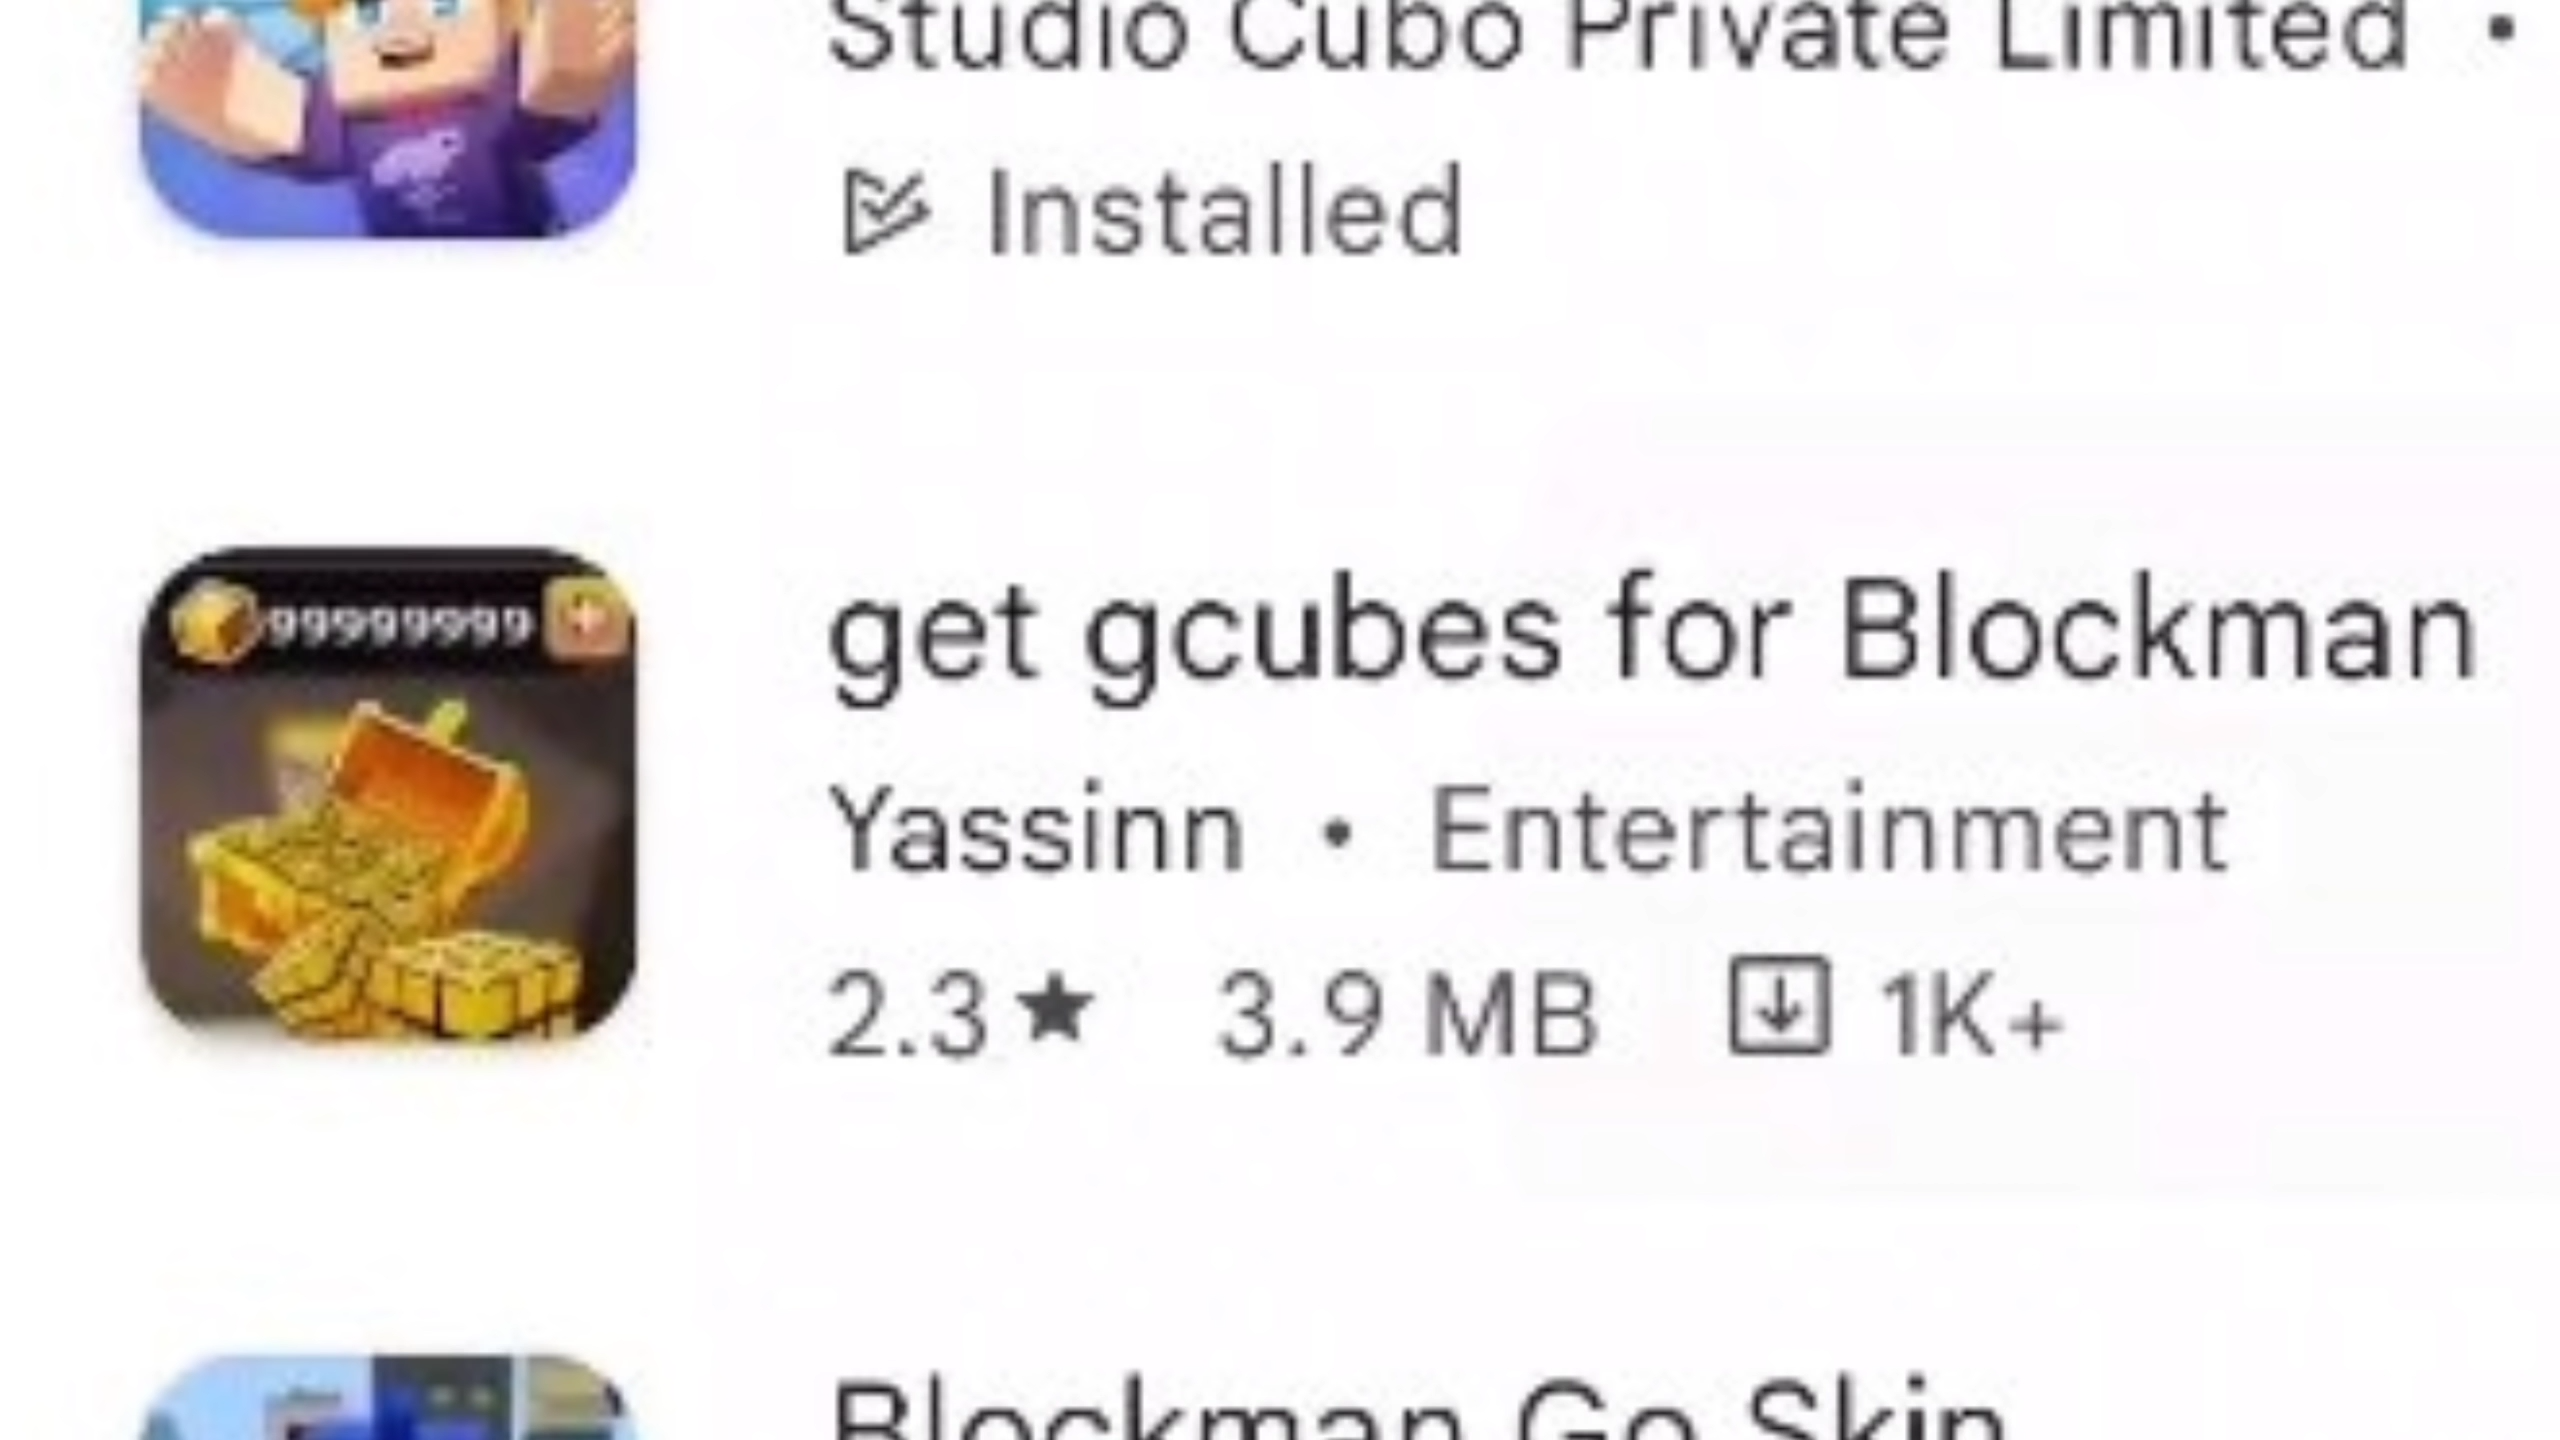 Studio Cubo Private Limited •
Installed
99999999
get gcubes for Blockman
Yassinn • Entertainment
2.3★ 3.9 MB 1K+
Blockman Go Skin